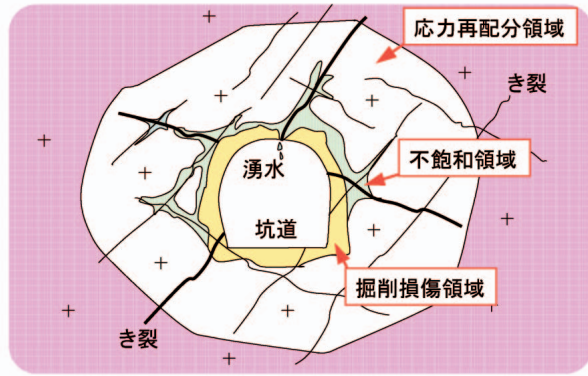 応力再配分領域
き裂
不飽和領域
湧水
坑道
掘削損傷領域
き裂